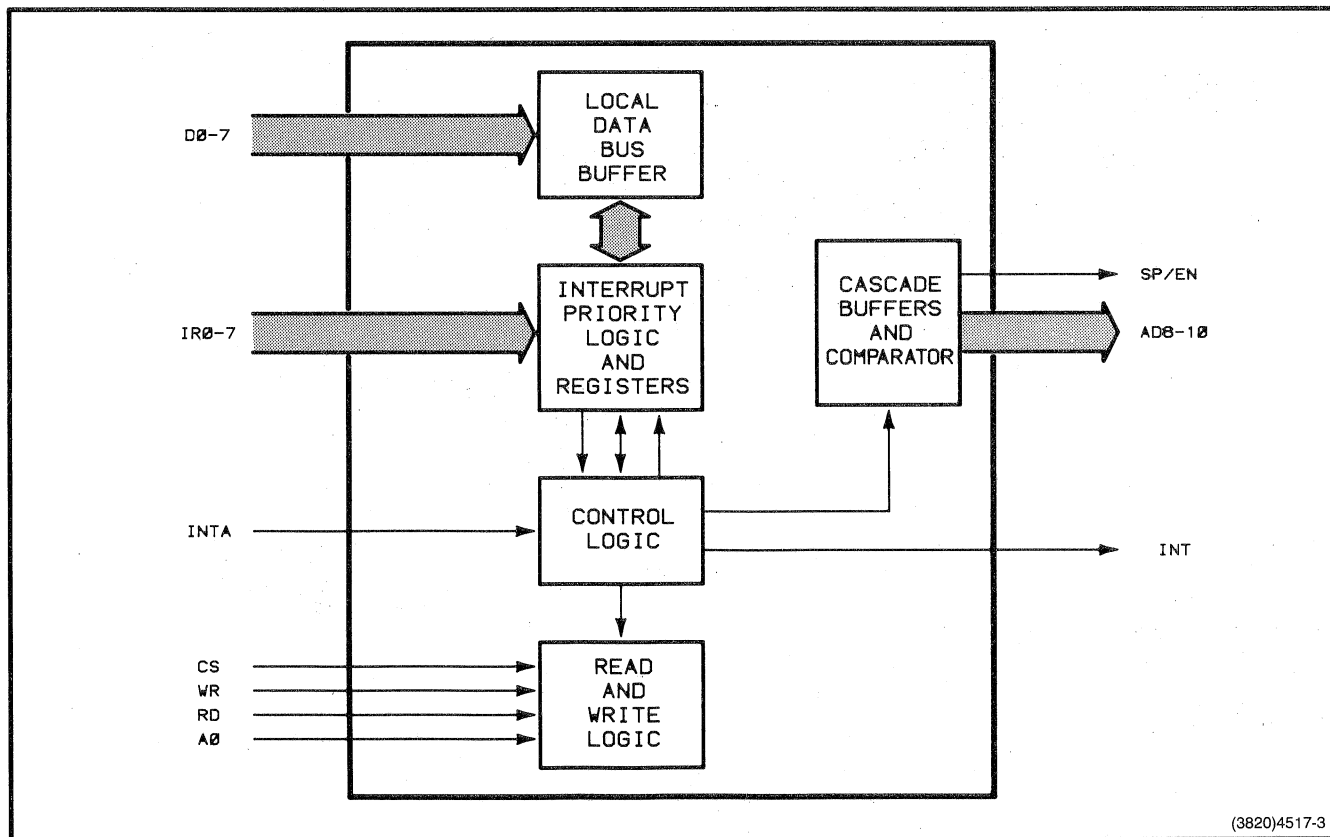 D0-7
LOCAL
DATA
BUS
BUFFER
IR0-7
INTERRUPT
PRIORITY
LOGIC
AND
REGISTERS
CASCADE
BUFFERS
AND
COMPARATOR
SP/EN
AD8-10
INTA
CONTROL
LOGIC
INT
CS
WR
RD
A0
READ
AND
WRITE
LOGIC
(3820)4517-3